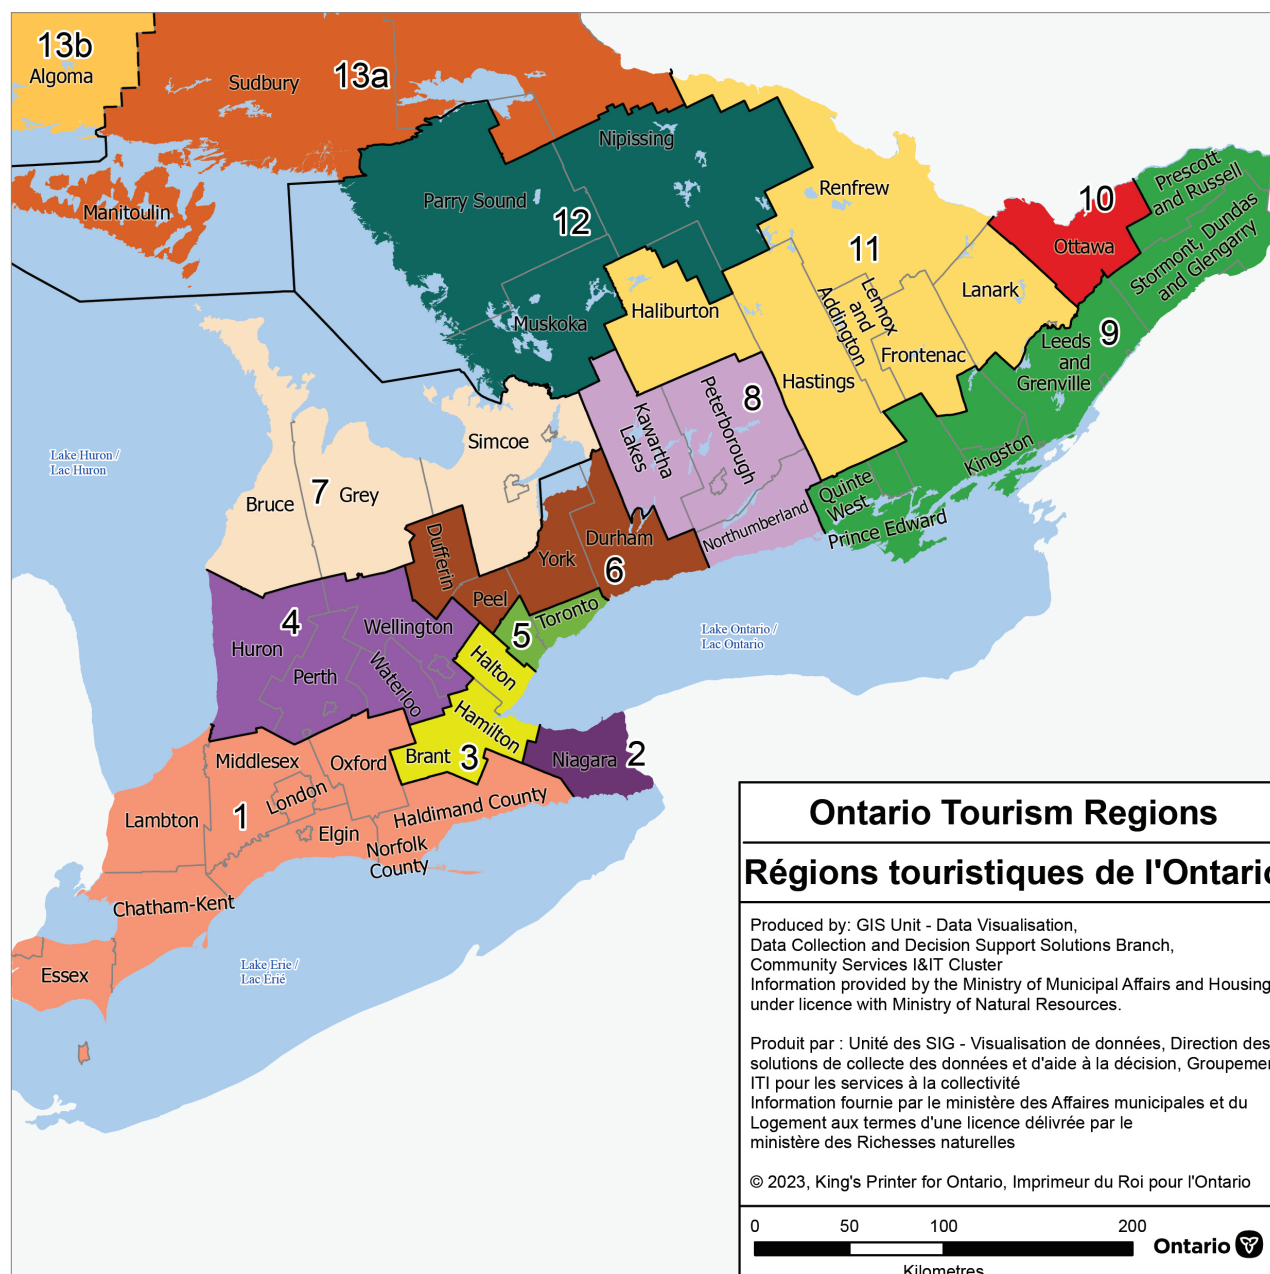 13b
Algoma
Sudbury
13a
Nipissing
Manitoulin
Parry Sound
12
Renfrew
11
10
Ottawa
Prescott
and Russell
Stormont, Dundas
and Glengarry
Muskoka
Haliburton
Lennox
and
Addington
Lanark
Frontenac
Leeds
and
Grenville
9
Hastings
8
Peterborough
Kawartha
Lakes
Simcoe
Lake Huron /
Lac Huron
Bruce
7
Grey
Kingston
Quinte
West
Prince Edward
Northumberland
Dufferin
York
Durham
6
Peel
Toronto
5
Lake Ontario /
Lac Ontario
4
Huron
Wellington
Perth
Waterloo
Halton
Hamilton
Brant
3
Niagara
2
Middlesex
Oxford
London
Lambton
1
Elgin
Haldimand County
Norfolk
County
Chatham-Kent
Essex
Lake Erie /
Lac Érié
Ontario Tourism Regions
Régions touristiques de l'Ontario
Produced by: GIS Unit - Data Visualisation,
Data Collection and Decision Support Solutions Branch,
Community Services I&IT Cluster
Information provided by the Ministry of Municipal Affairs and Housing
under licence with Ministry of Natural Resources.
Produit par : Unité des SIG - Visualisation de données, Direction des
solutions de collecte des données et d'aide à la décision, Groupemen
ITI pour les services à la collectivité
Information fournie par le ministère des Affaires municipales et du
Logement aux termes d'une licence délivrée par le
ministère des Richesses naturelles
© 2023, King's Printer for Ontario, Imprimeur du Roi pour l'Ontario
0 50 100 200
Kilometres
Ontario